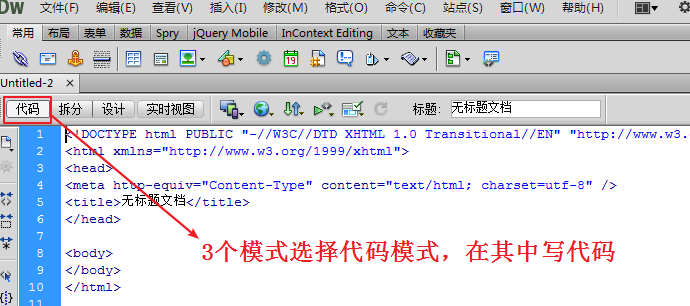 Dw
编辑(E) 查看(V) 插入(I) 修改(M) 格式(O) 命令(C) 站点(S) 窗口(W) 帮助(H)
常用 布局 表单 数据 Spry jQuery Mobile InContext Editing 文本 收藏夹
19
Untitled-2 ×
代码 拆分 设计 实时视图 标题: 无标题文档
1 <!DOCTYPE html PUBLIC "-//W3C//DTD XHTML 1.0 Transitional//EN" "http://www.w3.
2 <html xmlns="http://www.w3.org/1999/xhtml">
3 <head>
4 <meta http-equiv="Content-Type" content="text/html; charset=utf-8" />
5 <title>无标题文档</title>
6 </head>
7
8 <body>
3个模式选择代码模式，在其中写代码
9 </body>
10 </html>
11